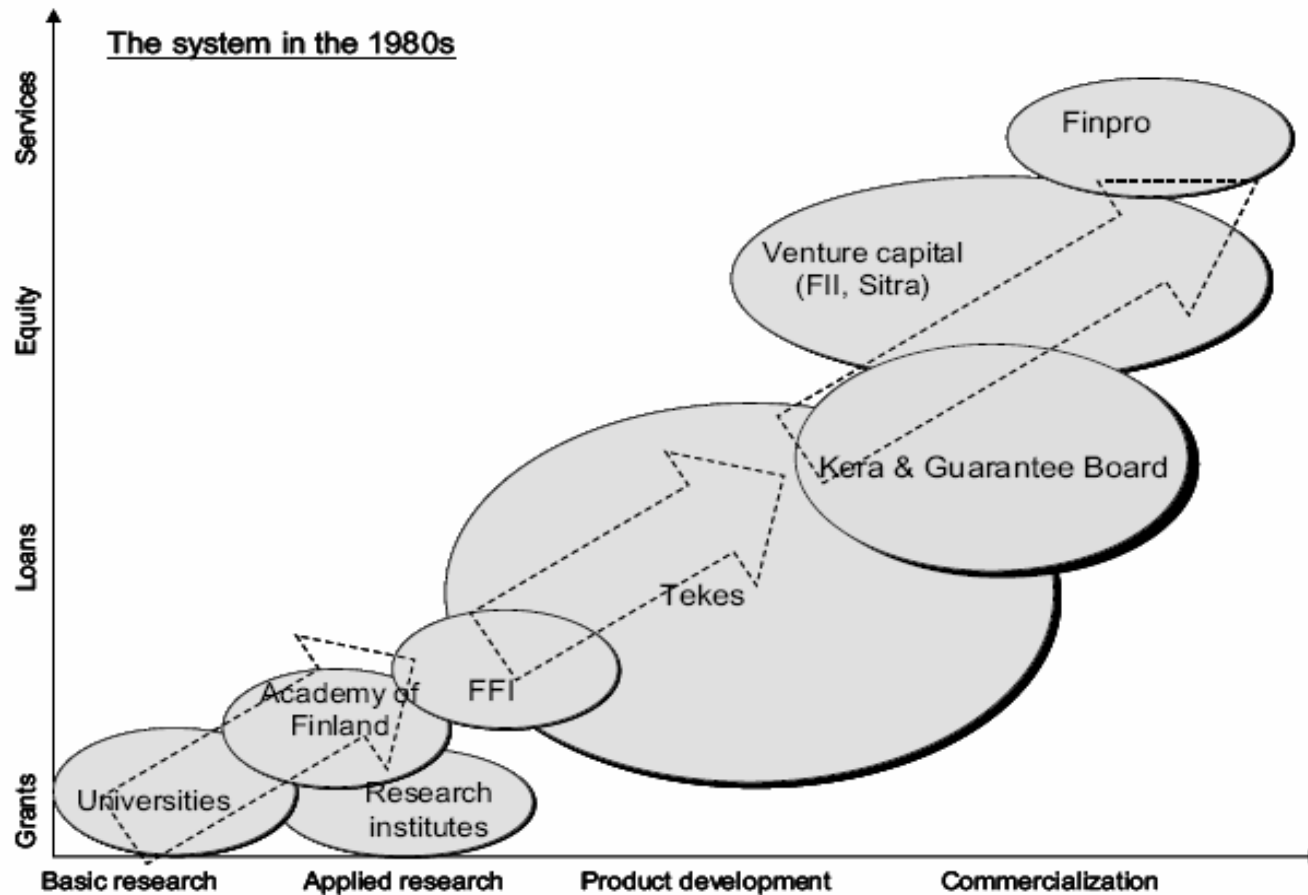 The system in the 1980s
Services
Equity
Loans
Grants
Finpro
Venture capital
(FII, Sitra)
Kera & Guarantee Board
Tekes
FFI
Academy of
Finland
Universities
Research
institutes
Basic research
Applied research
Product development
Commercialization